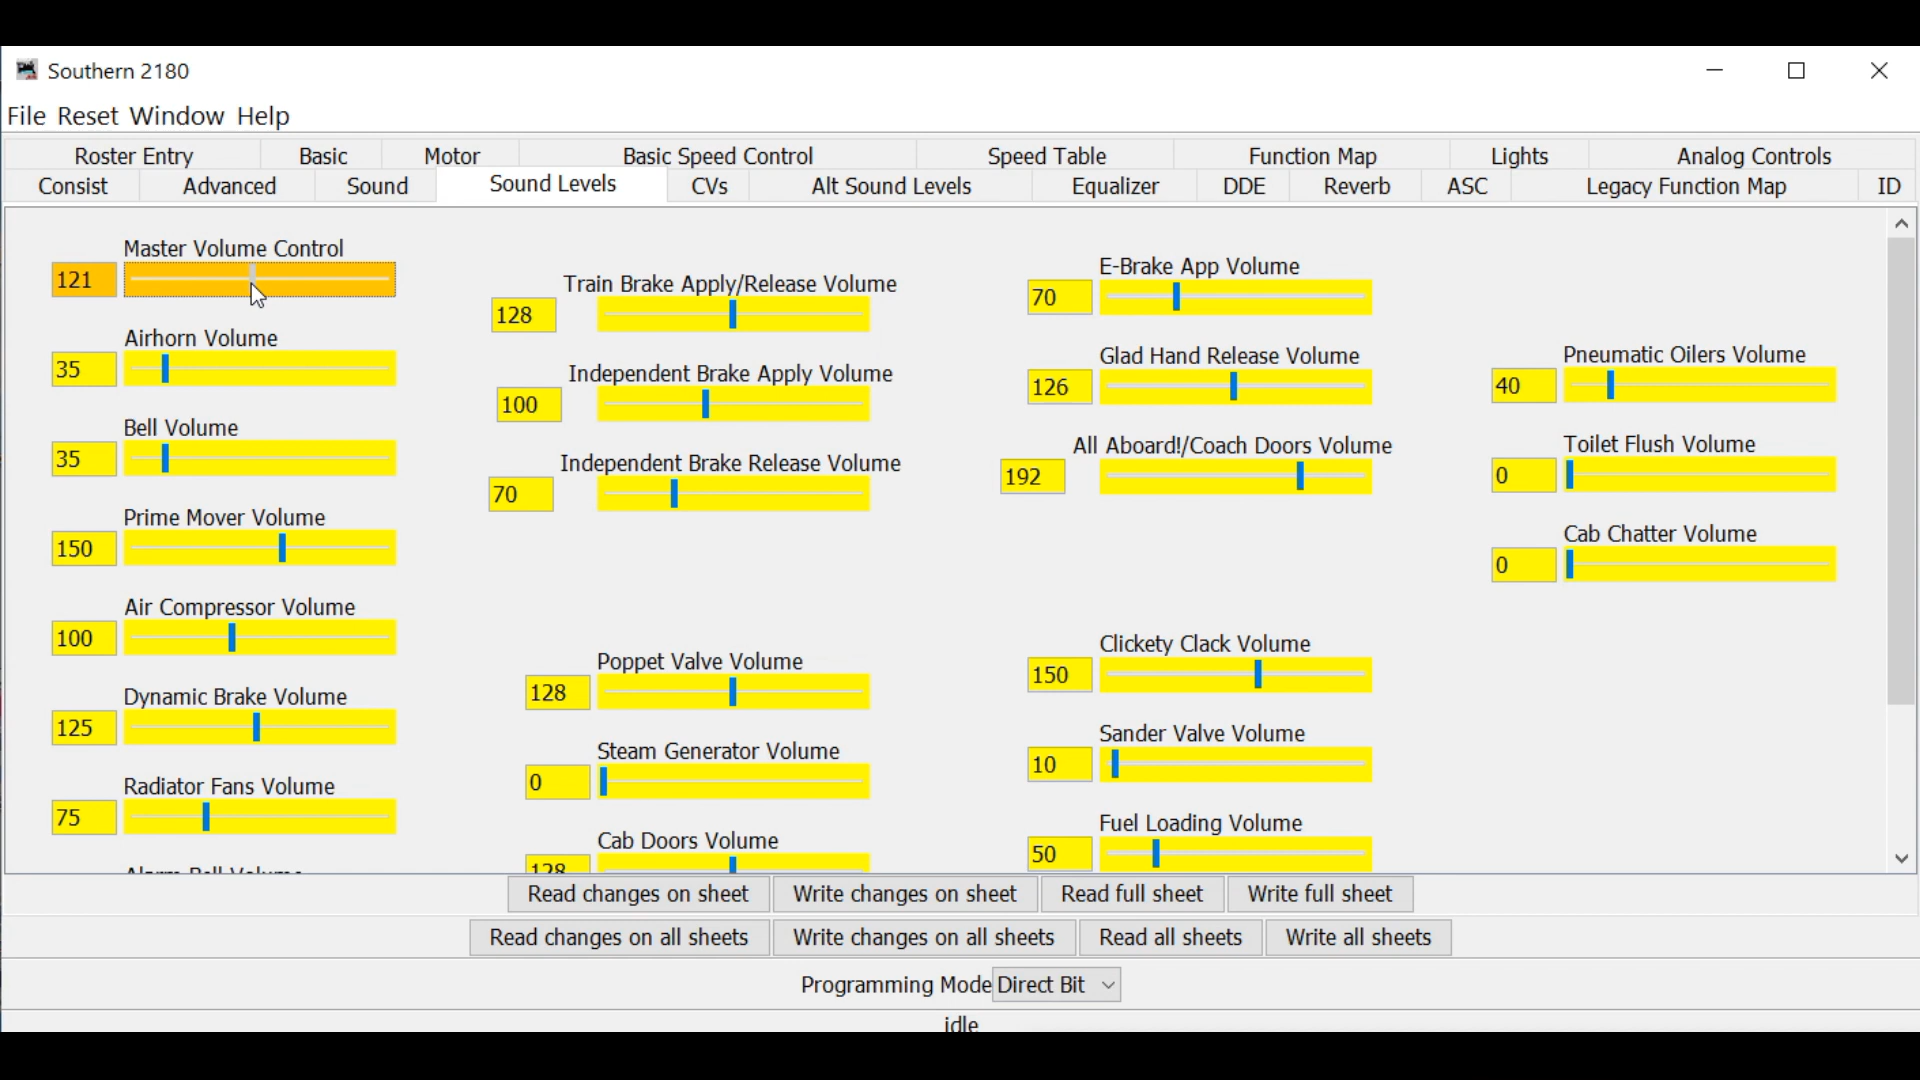 Southern 2180
File Reset Window Help
Roster Entry Basic Motor Basic Speed Control Speed Table Function Map Lights Analog Controls
Consist Advanced Sound Sound Levels CVs Alt Sound Levels Equalizer DDE Reverb ASC Legacy Function Map ID
Master Volume Control
121
Airhorn Volume
35
Bell Volume
35
Prime Mover Volume
150
Air Compressor Volume
100
Dynamic Brake Volume
125
Radiator Fans Volume
75
Alarm Bell Volume
Train Brake Apply/Release Volume
128
Independent Brake Apply Volume
100
Independent Brake Release Volume
70
Poppet Valve Volume
128
Steam Generator Volume
0
Cab Doors Volume
128
E-Brake App Volume
70
Glad Hand Release Volume
126
All Aboard!/Coach Doors Volume
192
Clickety Clack Volume
150
Sander Valve Volume
10
Fuel Loading Volume
50
Pneumatic Oilers Volume
40
Toilet Flush Volume
0
Cab Chatter Volume
0
Read changes on sheet Write changes on sheet Read full sheet Write full sheet
Read changes on all sheets Write changes on all sheets Read all sheets Write all sheets
Programming Mode Direct Bit
idle